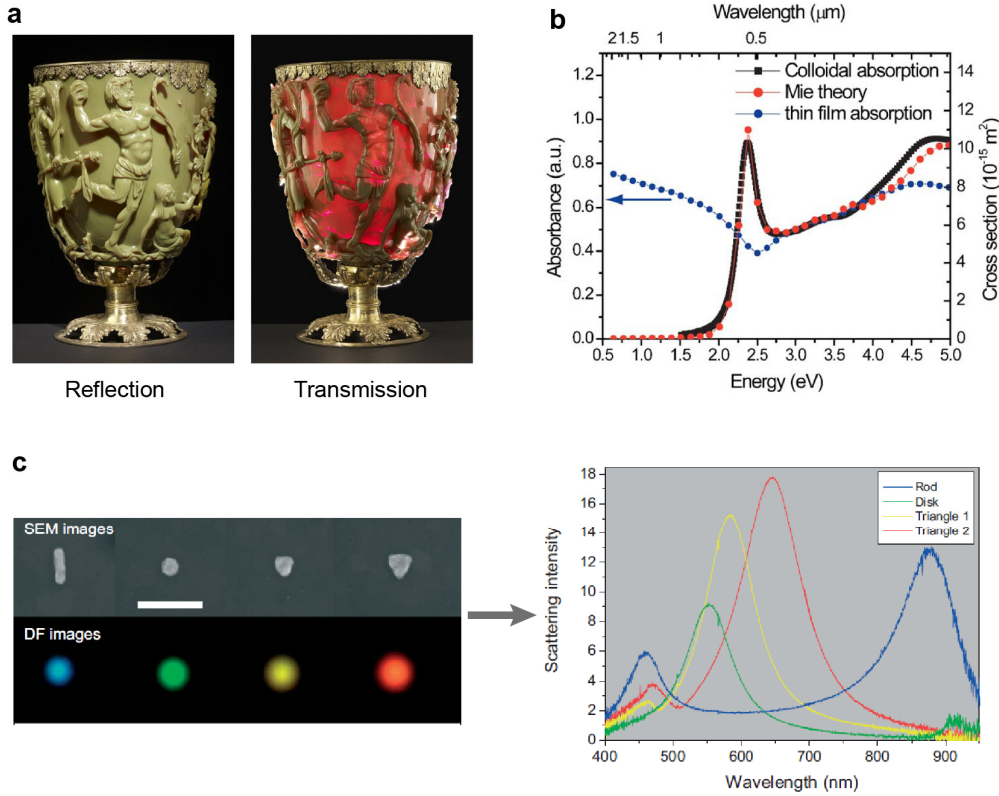 a
Reflection
Transmission
b
Wavelength (μm)
2 1.5 1 0.5
Colloidal absorption
Mie theory
thin film absorption
Absorbance (a.u.)
1.2
1.0
0.8
0.6
0.4
0.2
0.0
Cross section (10⁻¹⁵ m²)
14
12
10
8
6
4
2
0
0.5 1.0 1.5 2.0 2.5 3.0 3.5 4.0 4.5 5.0
Energy (eV)
c
SEM images
DF images
Scattering intensity
18
16
14
12
10
8
6
4
2
0
Rod
Disk
Triangle 1
Triangle 2
400 500 600 700 800 900
Wavelength (nm)